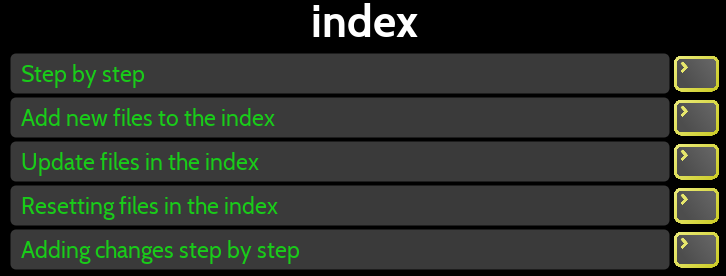 index
Step by step
Add new files to the index
Update files in the index
Resetting files in the index
Adding changes step by step